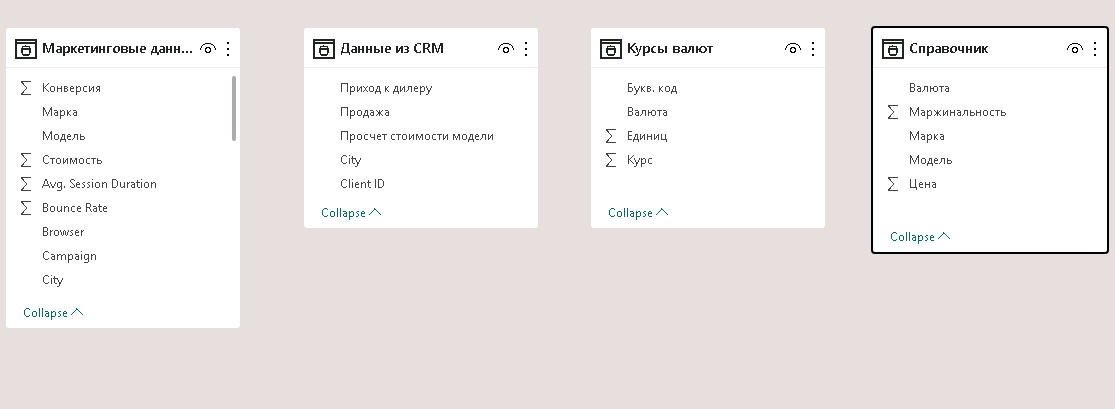 Маркетинговые данн...
Конверсия
Марка
Модель
Стоимость
Avg. Session Duration
Bounce Rate
Browser
Campaign
City
Collapse
Данные из CRM
Приход к дилеру
Продажа
Просчет стоимости модели
City
Client ID
Collapse
Курсы валют
Букв. код
Валюта
Единиц
Курс
Collapse
Справочник
Валюта
Маржинальность
Марка
Модель
Цена
Collapse